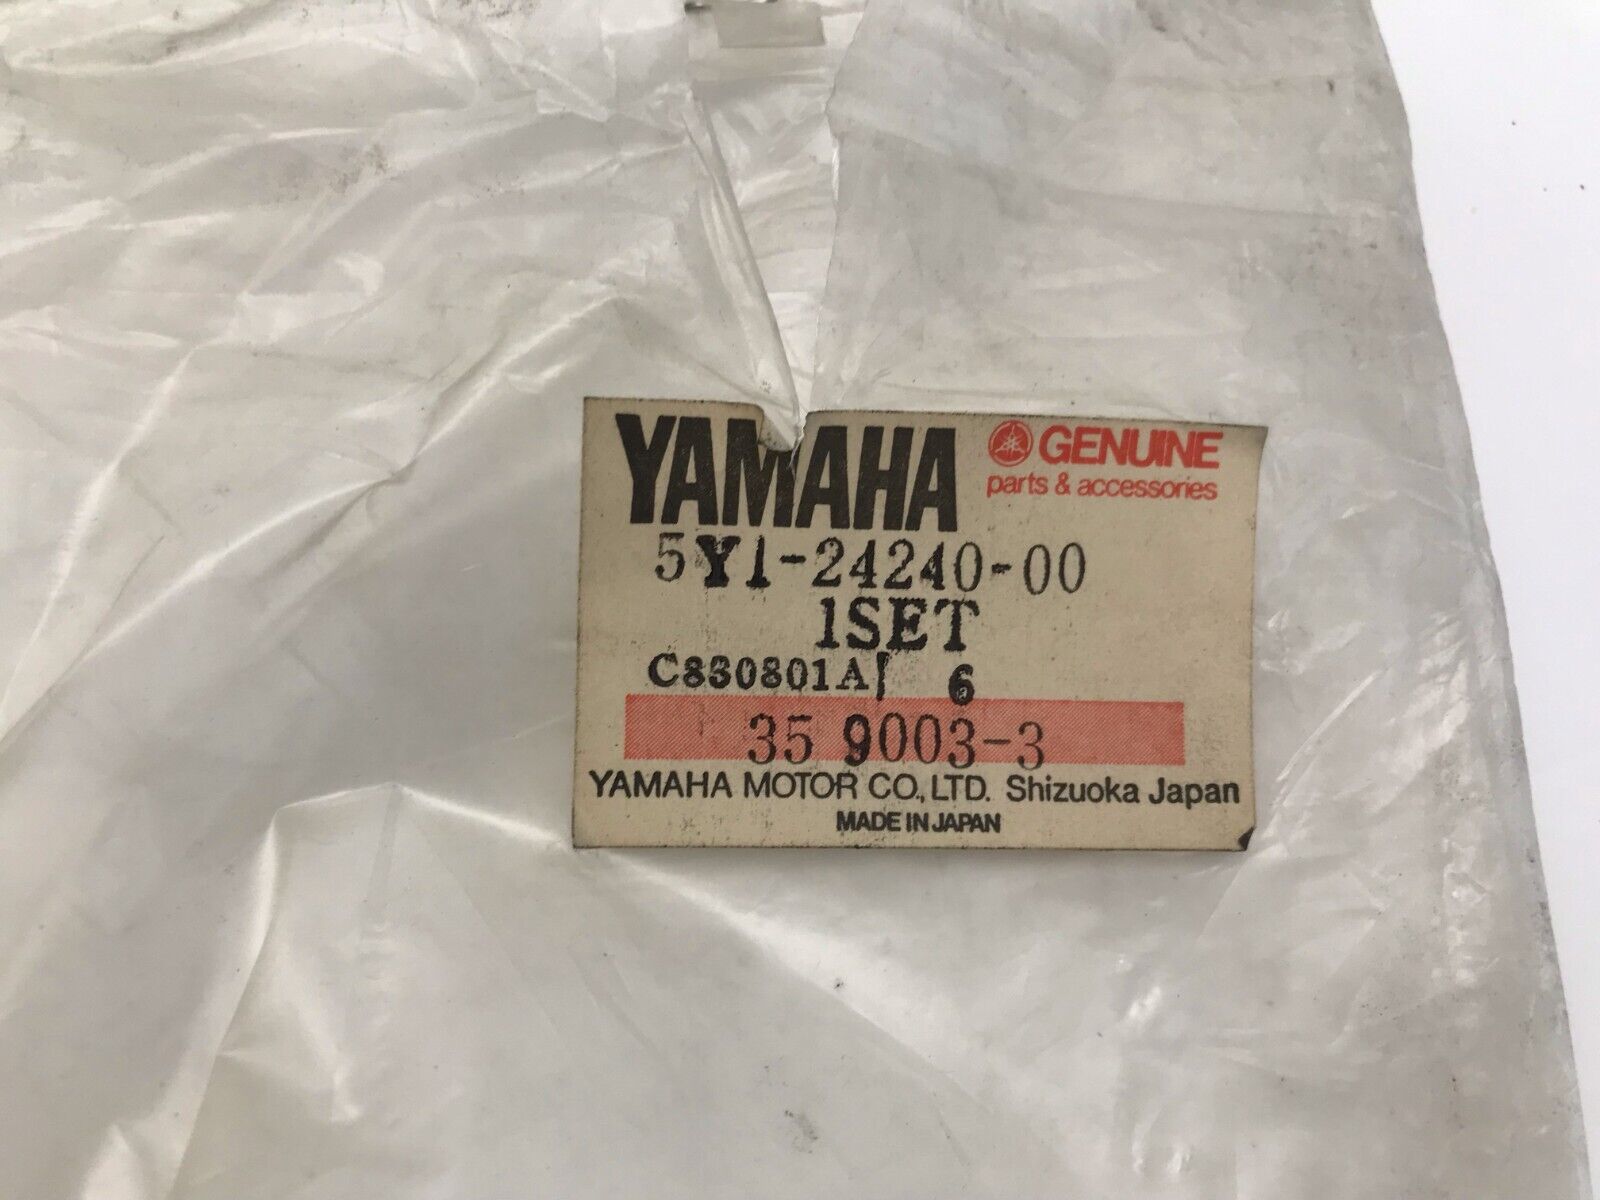 YAMAHA GENUINE
parts & accessories
5Y1-24240-00
1SET
C830801A/ 6
35 9003-3
YAMAHA MOTOR CO., LTD. Shizuoka Japan
MADE IN JAPAN